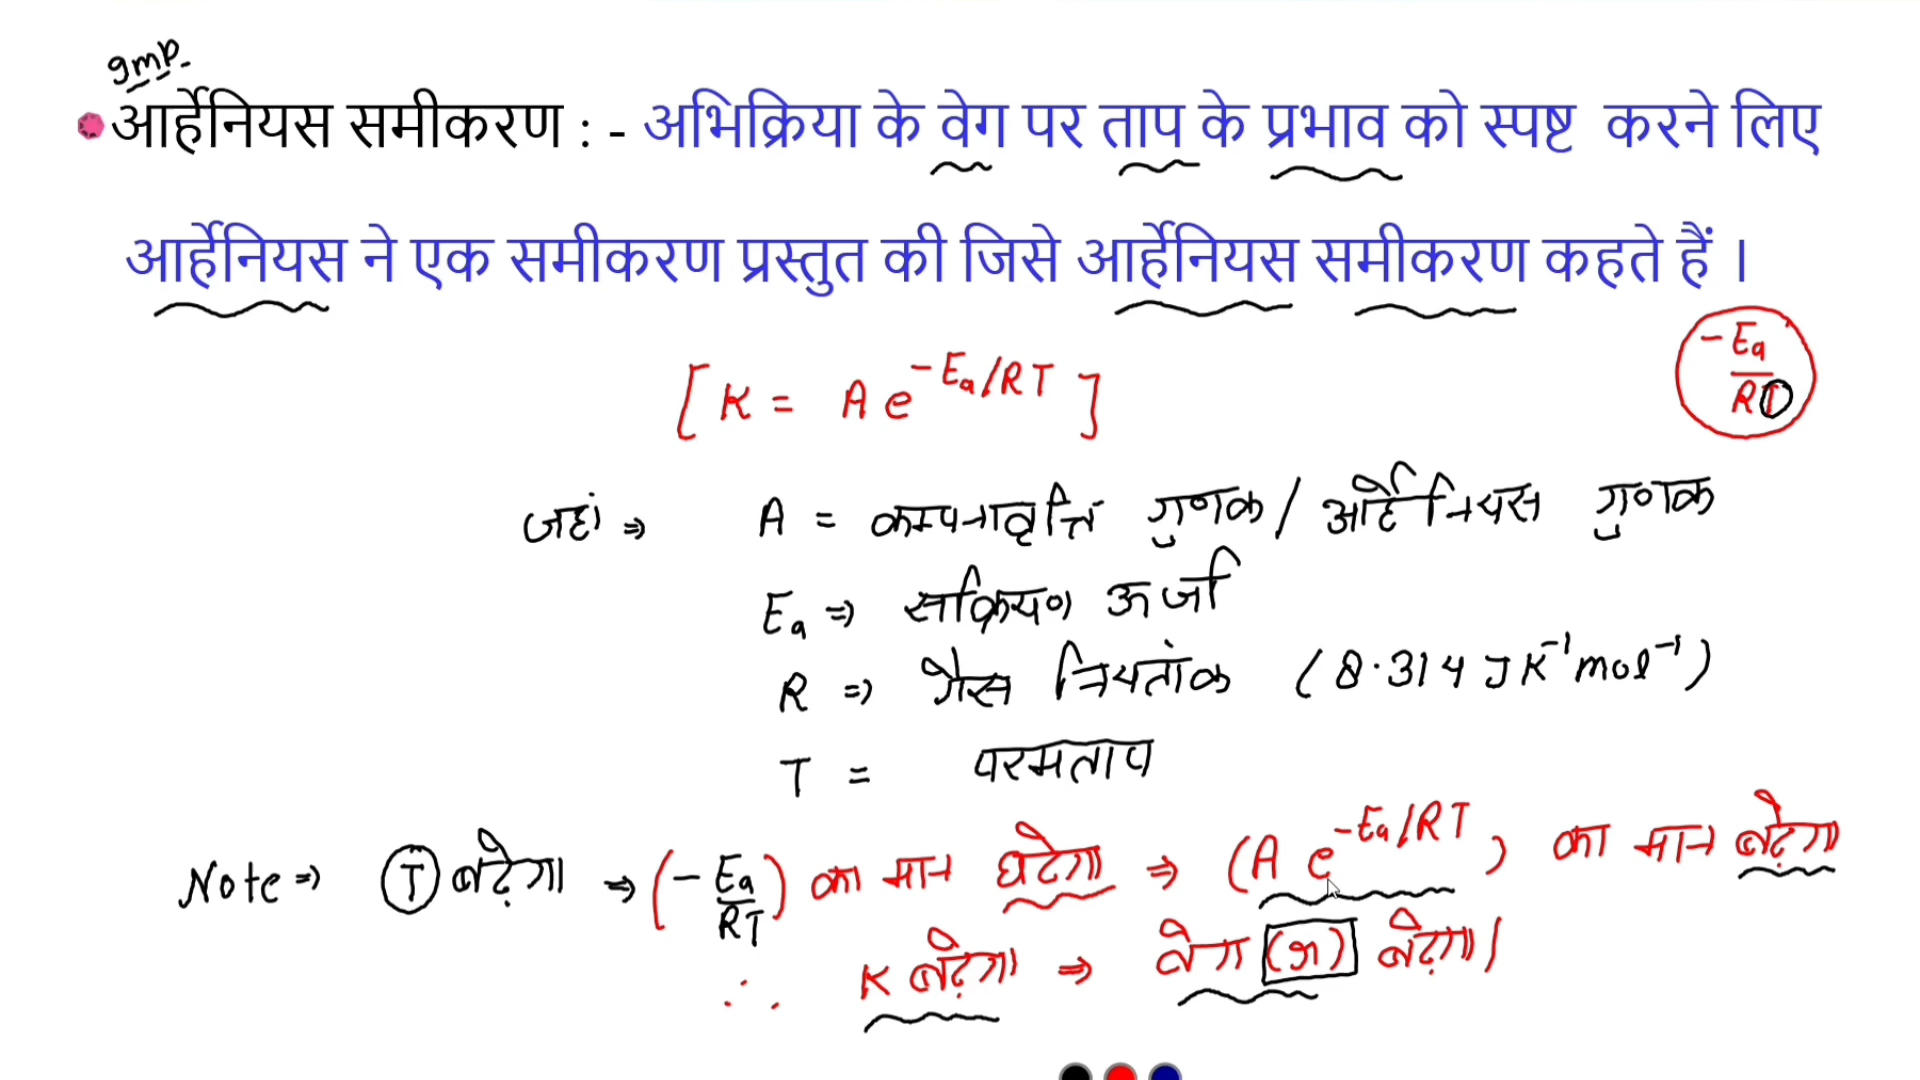 Imp.
आर्हेनियस समीकरण : - अभिक्रिया के वेग पर ताप के प्रभाव को स्पष्ट करने लिए
आर्हेनियस ने एक समीकरण प्रस्तुत की जिसे आर्हेनियस समीकरण कहते हैं ।
-Ea/RT
[K = A e^-Ea/RT]
जहां ⇒ A = कम्पनावृत्ति गुणक / आर्हेनियस गुणक
Ea ⇒ सक्रियण ऊर्जा
R ⇒ गैस नियतांक (8.314 J K⁻¹ mol⁻¹)
T = परमताप
Note ⇒ T बढ़ेगा ⇒ (-Ea/RT) का मान घटेगा ⇒ (A e^-Ea/RT) का मान बढ़ेगा
∴ K बढ़ेगा ⇒ वेग (r) बढ़ेगा।